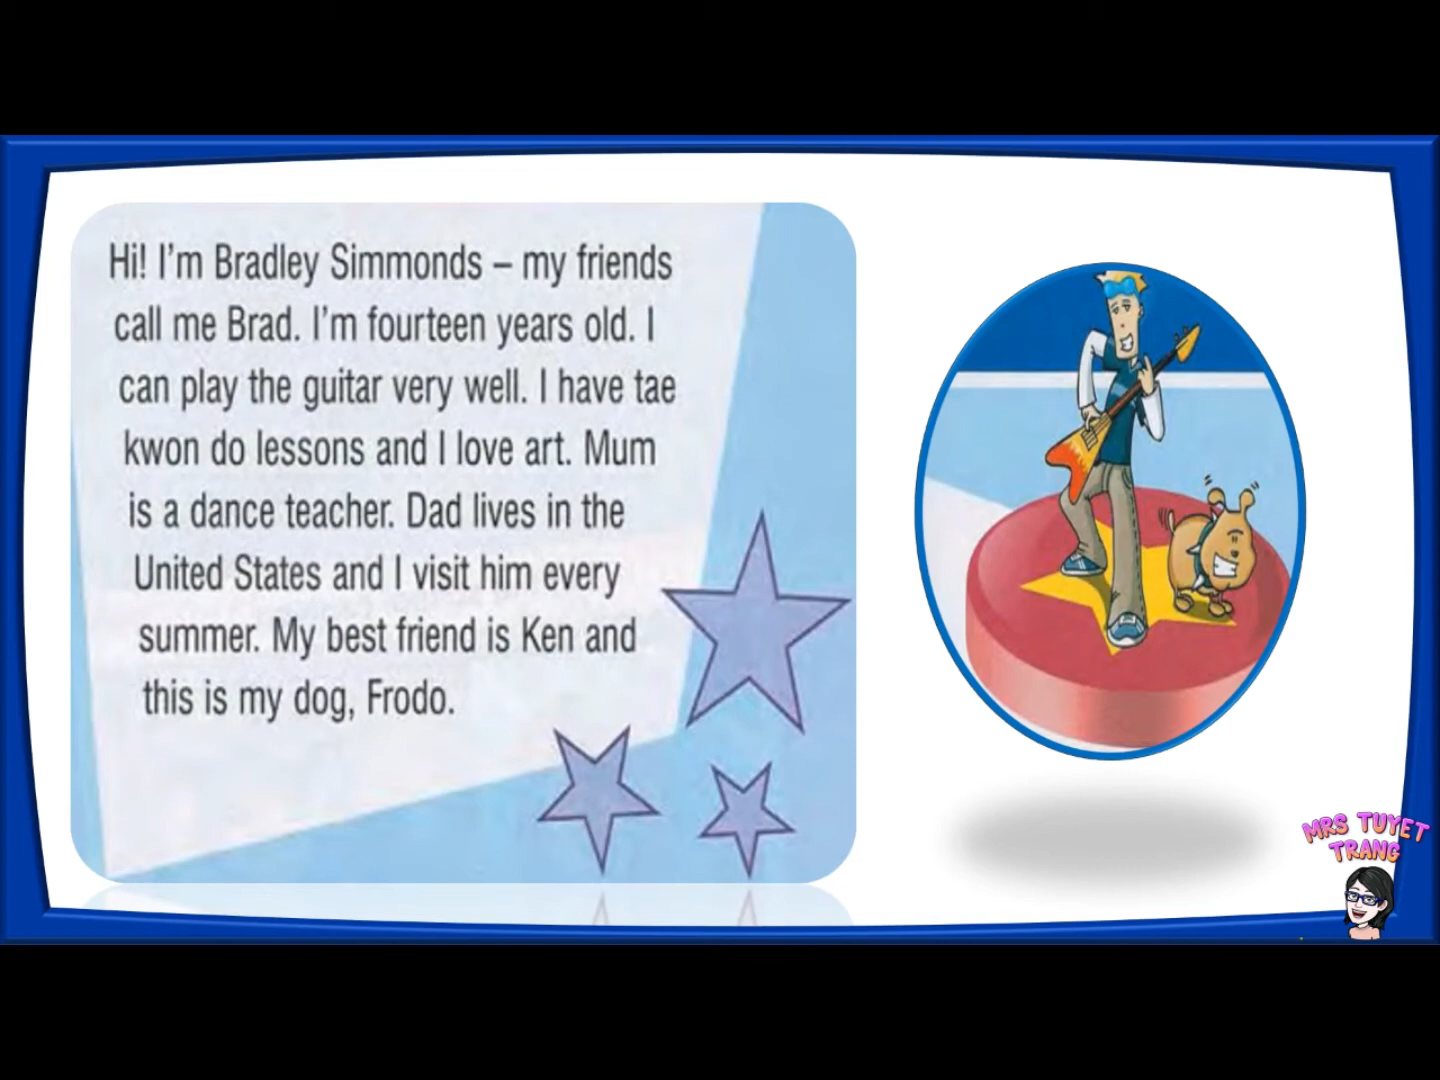 Hi! I'm Bradley Simmonds – my friends
call me Brad. I'm fourteen years old. I
can play the guitar very well. I have tae
kwon do lessons and I love art. Mum
is a dance teacher. Dad lives in the
United States and I visit him every
summer. My best friend is Ken and
this is my dog, Frodo.
MRS TUYET
TRANG